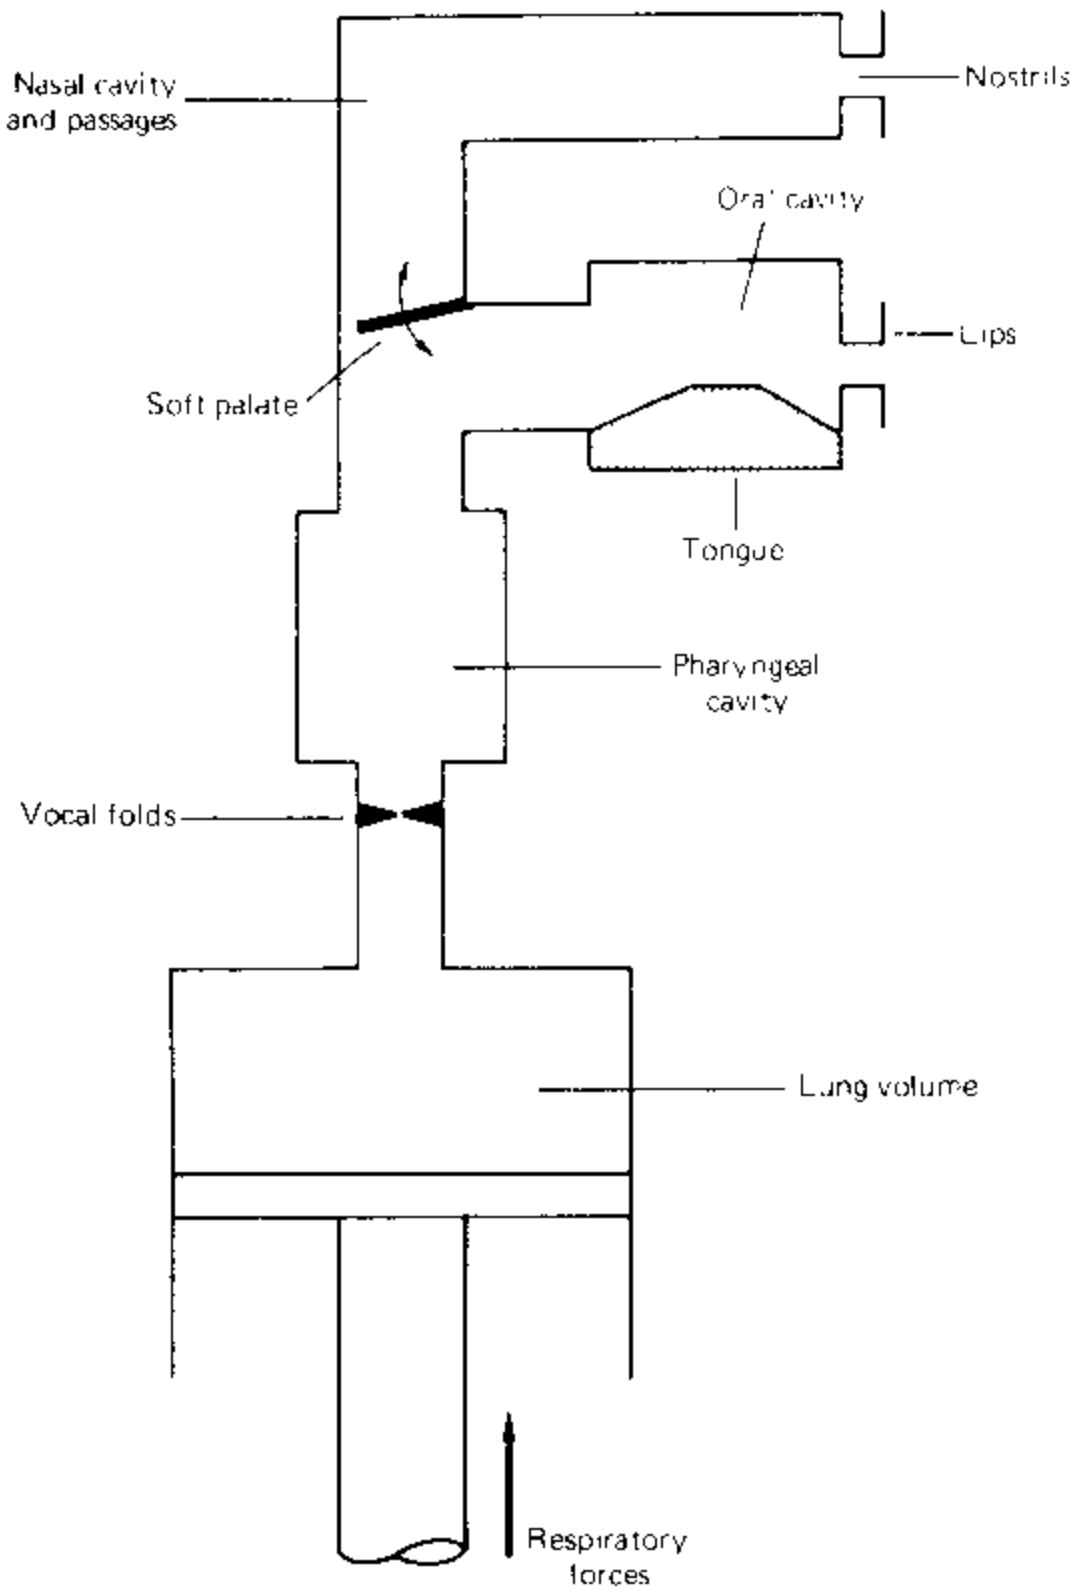 Nasal cavity
and passages
Nostrils
Oral cavity
Lips
Soft palate
Tongue
Pharyngeal
cavity
Vocal folds
Lung volume
Respiratory
forces